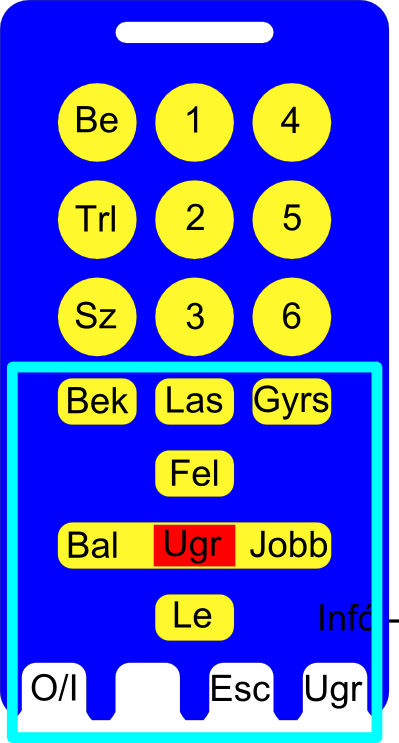 Be 1 4
Trl 2 5
Sz 3 6
Bek Las Gyrs
Fel
Bal Ugr Jobb
Le
Infó
O/I Esc Ugr